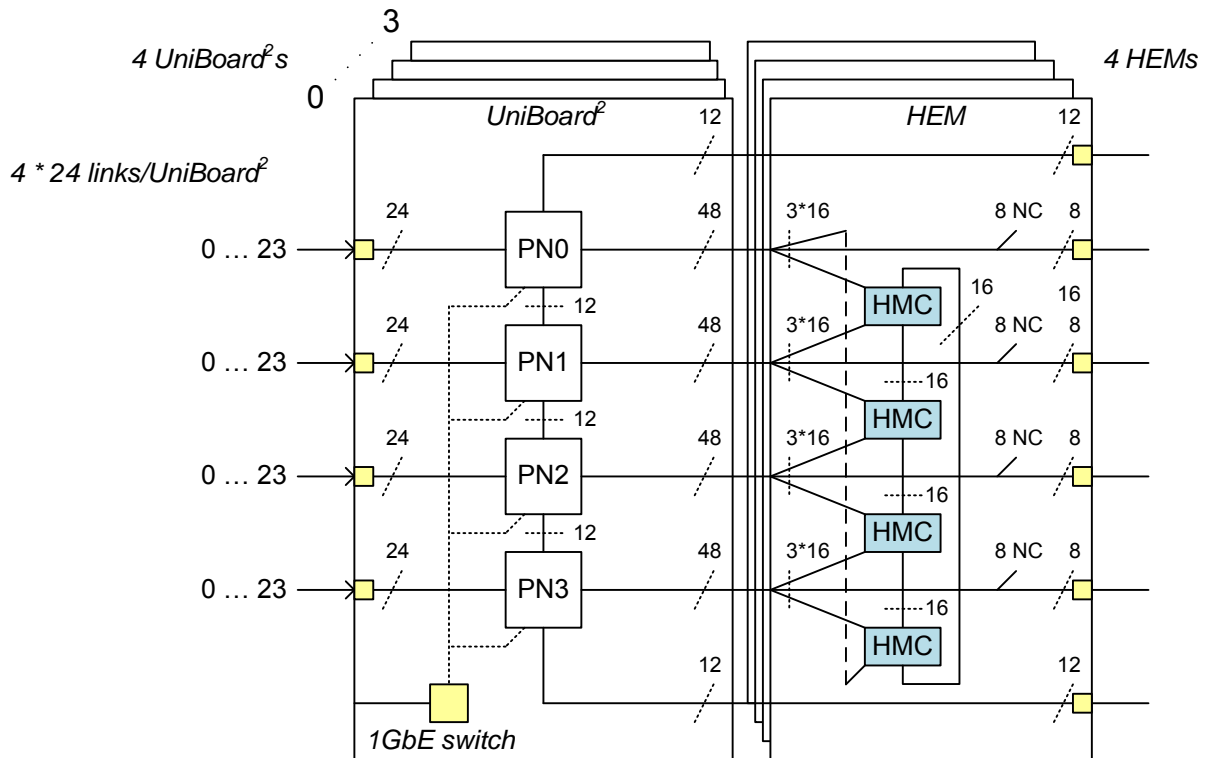 3
4 UniBoard²s
4 HEMs
0
UniBoard²
HEM
12
12
4 * 24 links/UniBoard²
24
48
3*16
8 NC
8
0 ... 23
PN0
HMC
16
16
12
24
48
3*16
8 NC
8
0 ... 23
PN1
16
HMC
12
24
48
3*16
8 NC
8
0 ... 23
PN2
16
HMC
12
24
48
3*16
8 NC
8
0 ... 23
PN3
16
HMC
12
12
1GbE switch